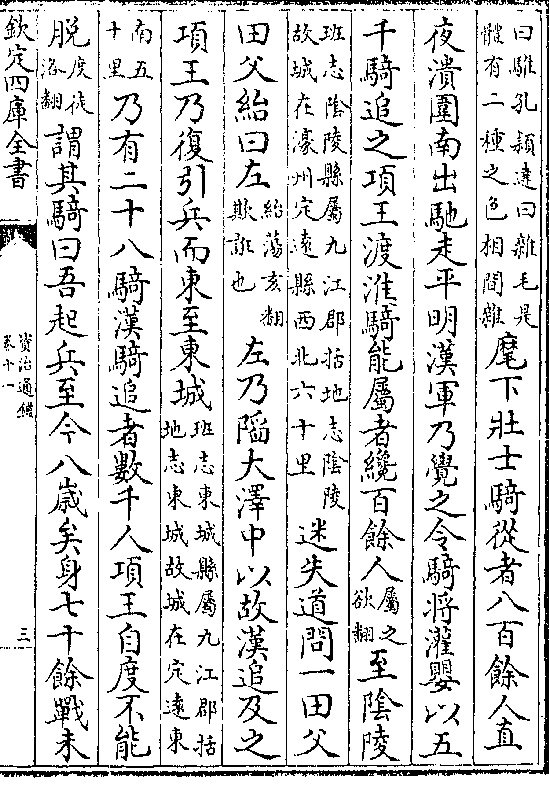 曰騅孔頴達曰雜毛是
體有二種之色相間雜
麾下壯士騎從者八百餘人直
夜潰圍南出馳走平明漢軍乃覺之令騎將灌嬰以五
千騎追之項王渡淮騎能屬者纔百餘人
屬之
欲翻
至隂陵
班志隂陵縣屬九江郡括地志隂陵
故城在濠州定遠縣西北六十里
迷失道問一田父
田父紿曰左
紿蕩亥翻
欺誑也
左乃陷大澤中以故漢追及之
項王乃復引兵而東至東城
班志東城縣屬九江郡括
地志東城故城在定遠東
南五
十里
乃有二十八騎漢騎追者數千人項王自度不能
脱
度徒
洛翻
謂其騎曰吾起兵至今八歳矣身七十餘戰未
欽定四庫全書
資治通鑑
卷十一
三